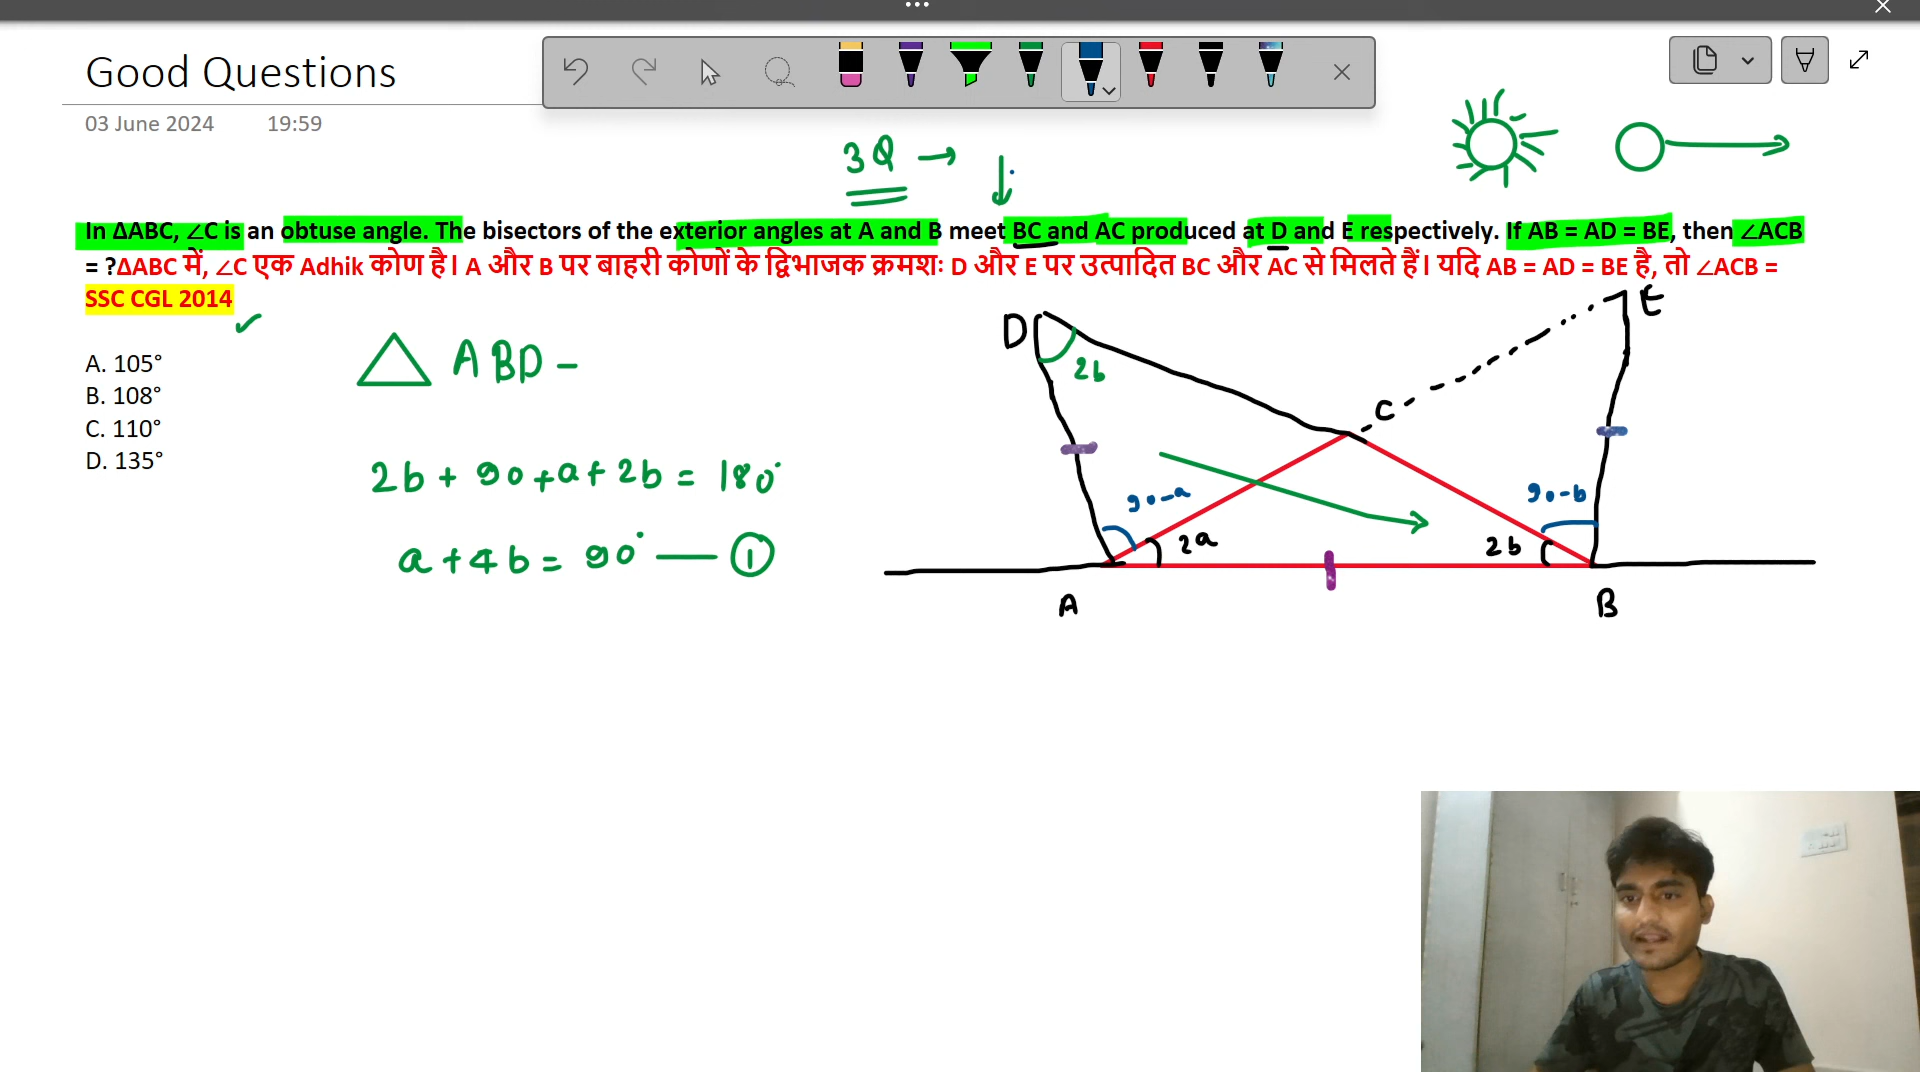 Good Questions
03 June 2024 19:59
3Q →
In ΔABC, ∠C is an obtuse angle. The bisectors of the exterior angles at A and B meet BC and AC produced at D and E respectively. If AB = AD = BE, then ∠ACB
= ?ΔABC में, ∠C एक Adhik कोण है। A और B पर बाहरी कोणों के द्विभाजक क्रमशः D और E पर उत्पादित BC और AC से मिलते हैं। यदि AB = AD = BE है, तो ∠ACB =
SSC CGL 2014
A. 105°
B. 108°
C. 110°
D. 135°
△ ABD -
2b + 90 + a + 2b = 180°
a + 4b = 90° — ①
D
E
2b
C
90-a
90-b
2a
2b
A
B